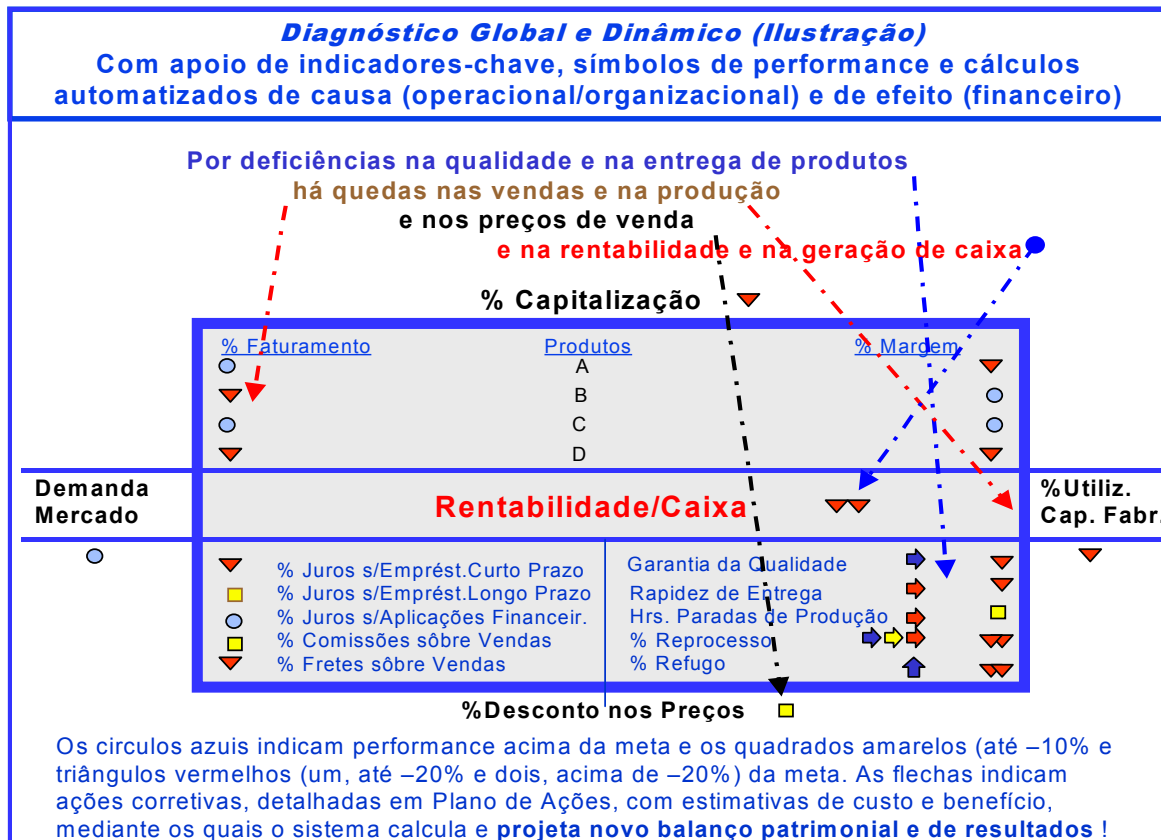 Diagnóstico Global e Dinâmico (Ilustração)
Com apoio de indicadores-chave, símbolos de performance e cálculos
automatizados de causa (operacional/organizacional) e de efeito (financeiro)
Por deficiências na qualidade e na entrega de produtos
há quedas nas vendas e na produção
e nos preços de venda
e na rentabilidade e na geração de caixa
% Capitalização
% Faturamento Produtos % Margem
A
B
C
D
Demanda
Mercado
Rentabilidade/Caixa
%Utiliz.
Cap. Fabr.
% Juros s/Emprést.Curto Prazo
% Juros s/Emprést.Longo Prazo
% Juros s/Aplicações Financeir.
% Comissões sôbre Vendas
% Fretes sôbre Vendas
Garantia da Qualidade
Rapidez de Entrega
Hrs. Paradas de Produção
% Reprocesso
% Refugo
%Desconto nos Preços
Os circulos azuis indicam performance acima da meta e os quadrados amarelos (até –10% e
triângulos vermelhos (um, até –20% e dois, acima de –20%) da meta. As flechas indicam
ações corretivas, detalhadas em Plano de Ações, com estimativas de custo e benefício,
mediante os quais o sistema calcula e projeta novo balanço patrimonial e de resultados !